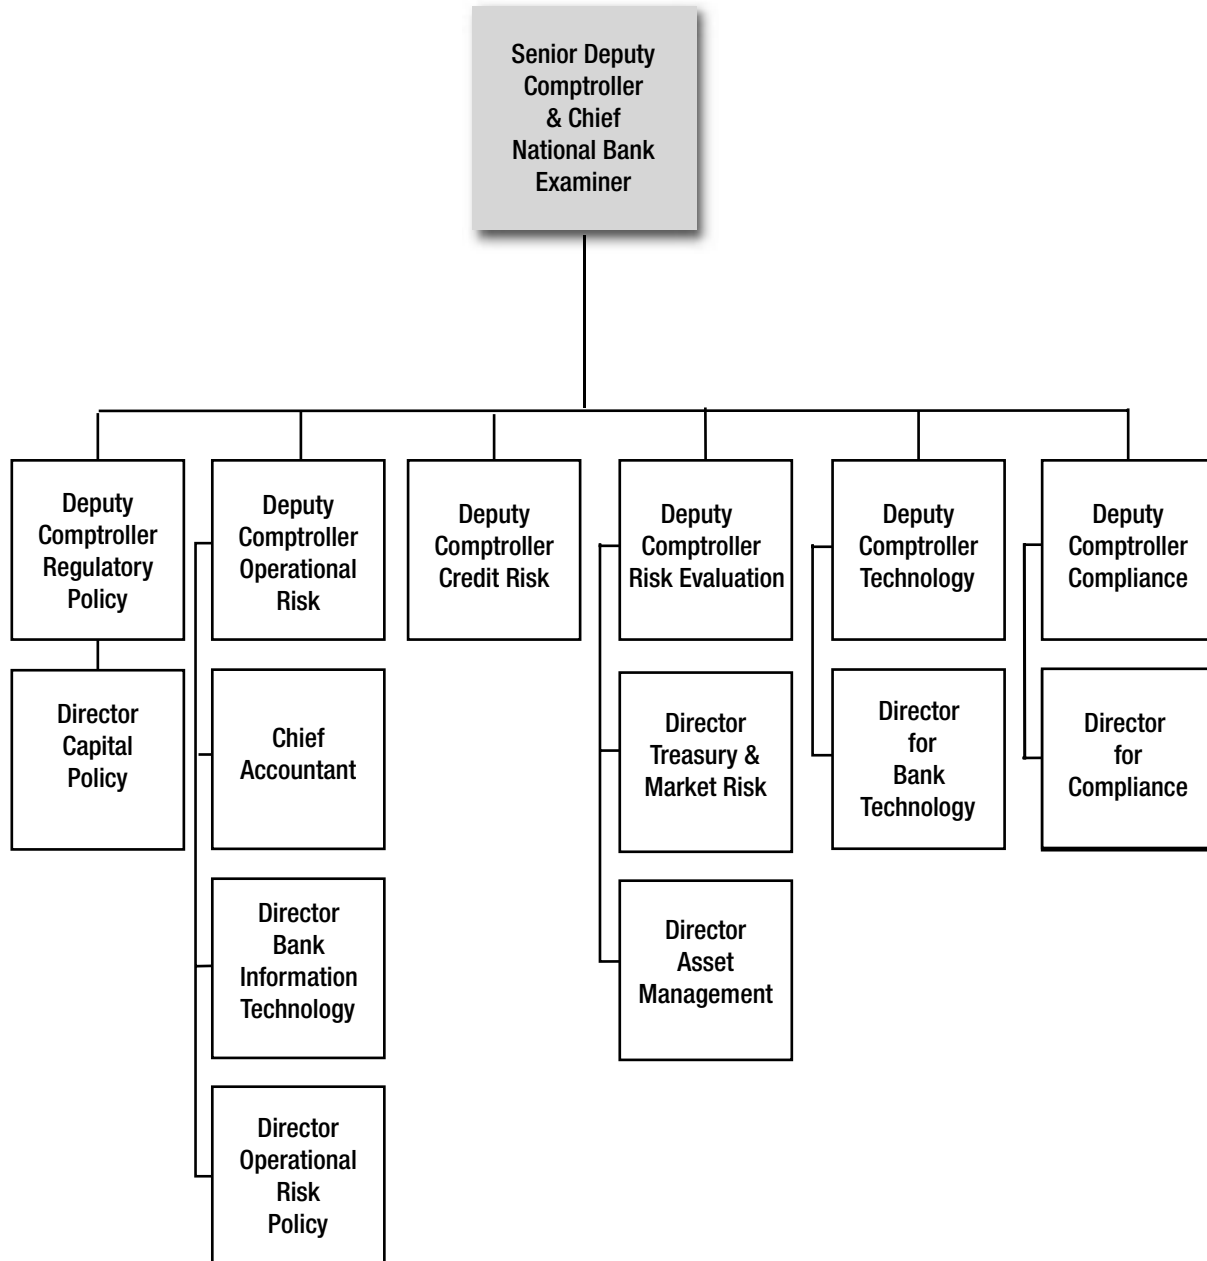 Senior Deputy
Comptroller
& Chief
National Bank
Examiner
Deputy
Comptroller
Regulatory
Policy
Deputy
Comptroller
Operational
Risk
Deputy
Comptroller
Credit Risk
Deputy
Comptroller
Risk Evaluation
Deputy
Comptroller
Technology
Deputy
Comptroller
Compliance
Director
Capital
Policy
Chief
Accountant
Director
Treasury &
Market Risk
Director
for
Bank
Technology
Director
for
Compliance
Director
Bank
Information
Technology
Director
Asset
Management
Director
Operational
Risk
Policy